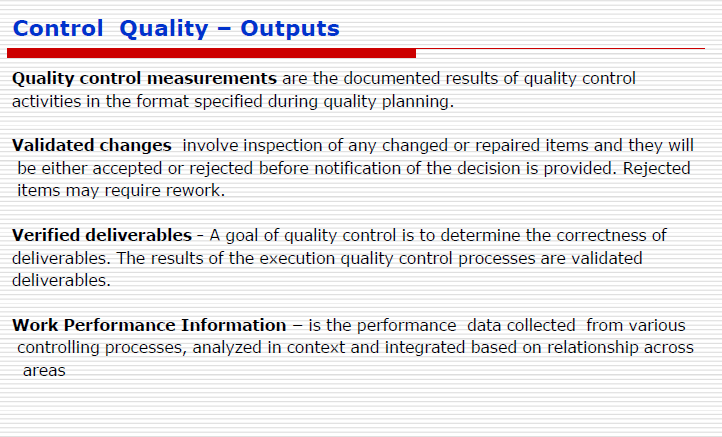 Control  Quality – Outputs
Quality control measurements are the documented results of quality control
activities in the format specified during quality planning.
Validated changes  involve inspection of any changed or repaired items and they will
be either accepted or rejected before notification of the decision is provided. Rejected
items may require rework.
Verified deliverables - A goal of quality control is to determine the correctness of
deliverables. The results of the execution quality control processes are validated
deliverables.
Work Performance Information – is the performance  data collected  from various
controlling processes, analyzed in context and integrated based on relationship across
areas